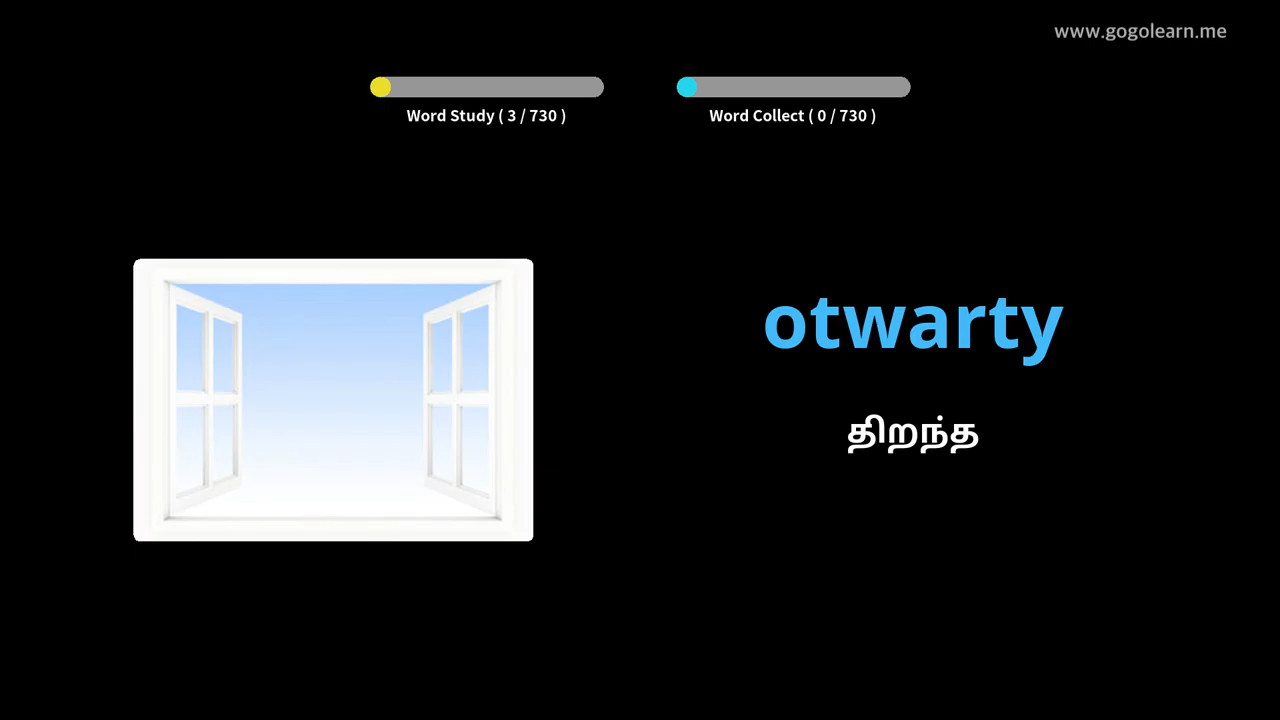 www.gogolearn.me
Word Study ( 3 / 730 )
Word Collect ( 0 / 730 )
otwarty
திறந்த